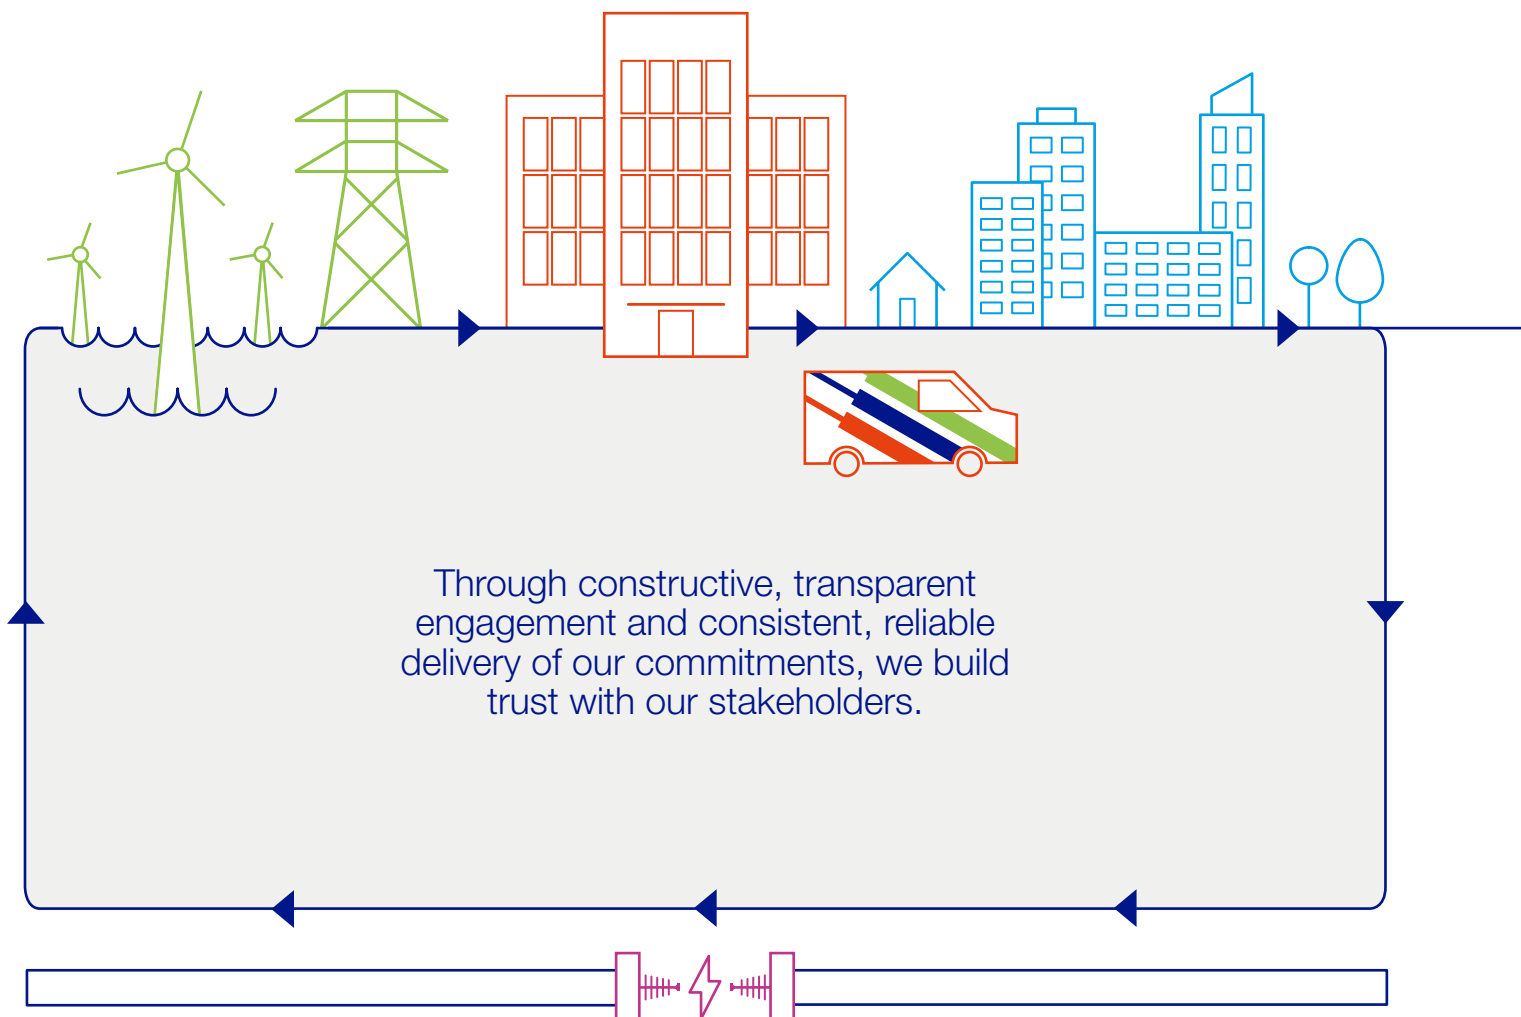 Through constructive, transparent
engagement and consistent, reliable
delivery of our commitments, we build
trust with our stakeholders.